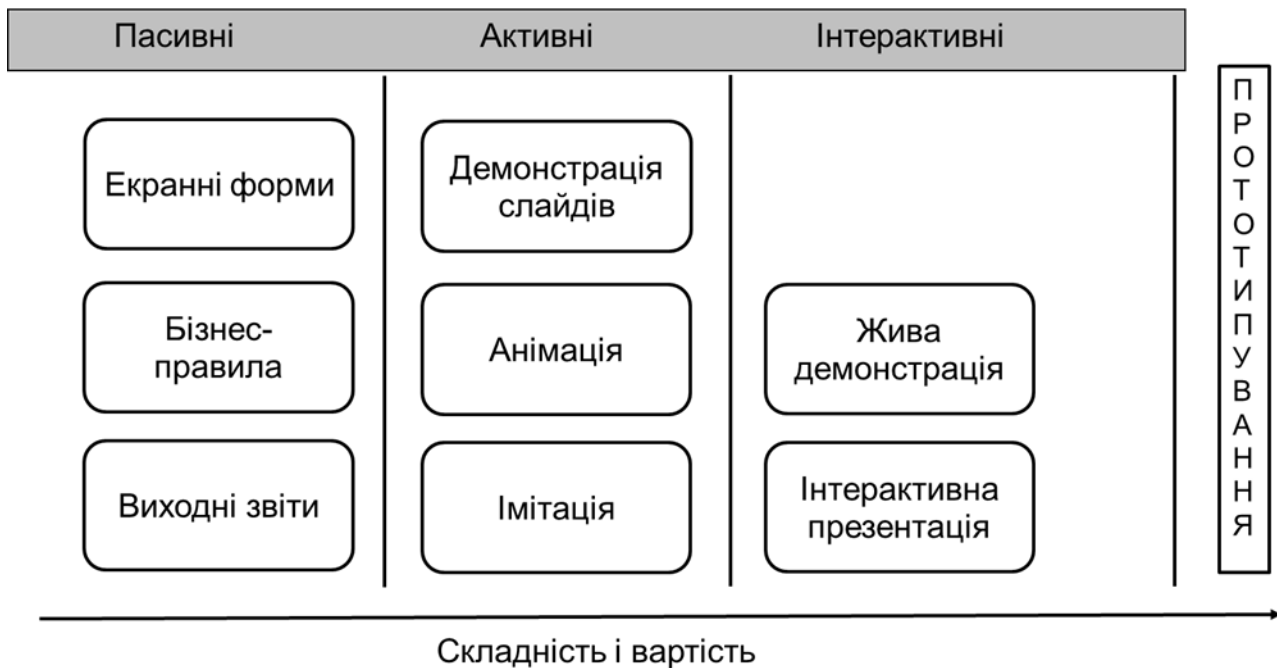 Пасивні
Активні
Інтерактивні
Екранні форми
Демонстрація
слайдів
Бізнес-
правила
Анімація
Жива
демонстрація
Виходні звіти
Імітація
Інтерактивна
презентація
П
Р
О
Т
О
Т
И
П
У
В
А
Н
Н
Я
Складність і вартість